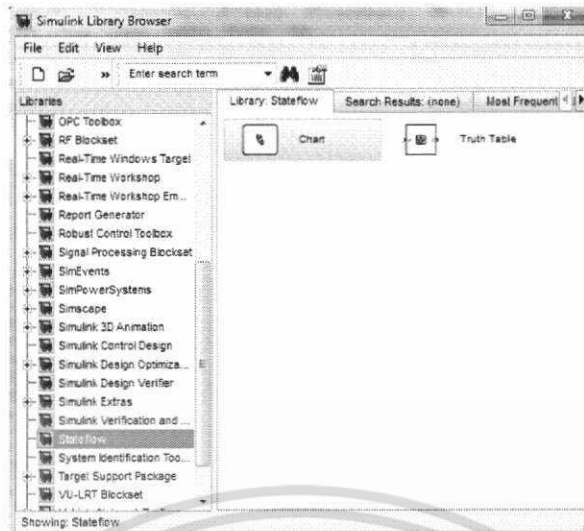 Simulink Library Browser
File Edit View Help
» Enter search term
Libraries
Library: Stateflow Search Results: (none) Most Frequent
OPC Toolbox
RF Blockset
Real-Time Windows Target
Real-Time Workshop
Real-Time Workshop Em...
Report Generator
Robust Control Toolbox
Signal Processing Blockset
SimEvents
SimPowerSystems
Simscape
Simulink 3D Animation
Simulink Control Design
Simulink Design Optimiza...
Simulink Design Verifier
Simulink Extras
Simulink Verification and ...
Stateflow
System Identification Too...
Target Support Package
VU-LRT Blockset
Chart
Truth Table
Showing: Stateflow